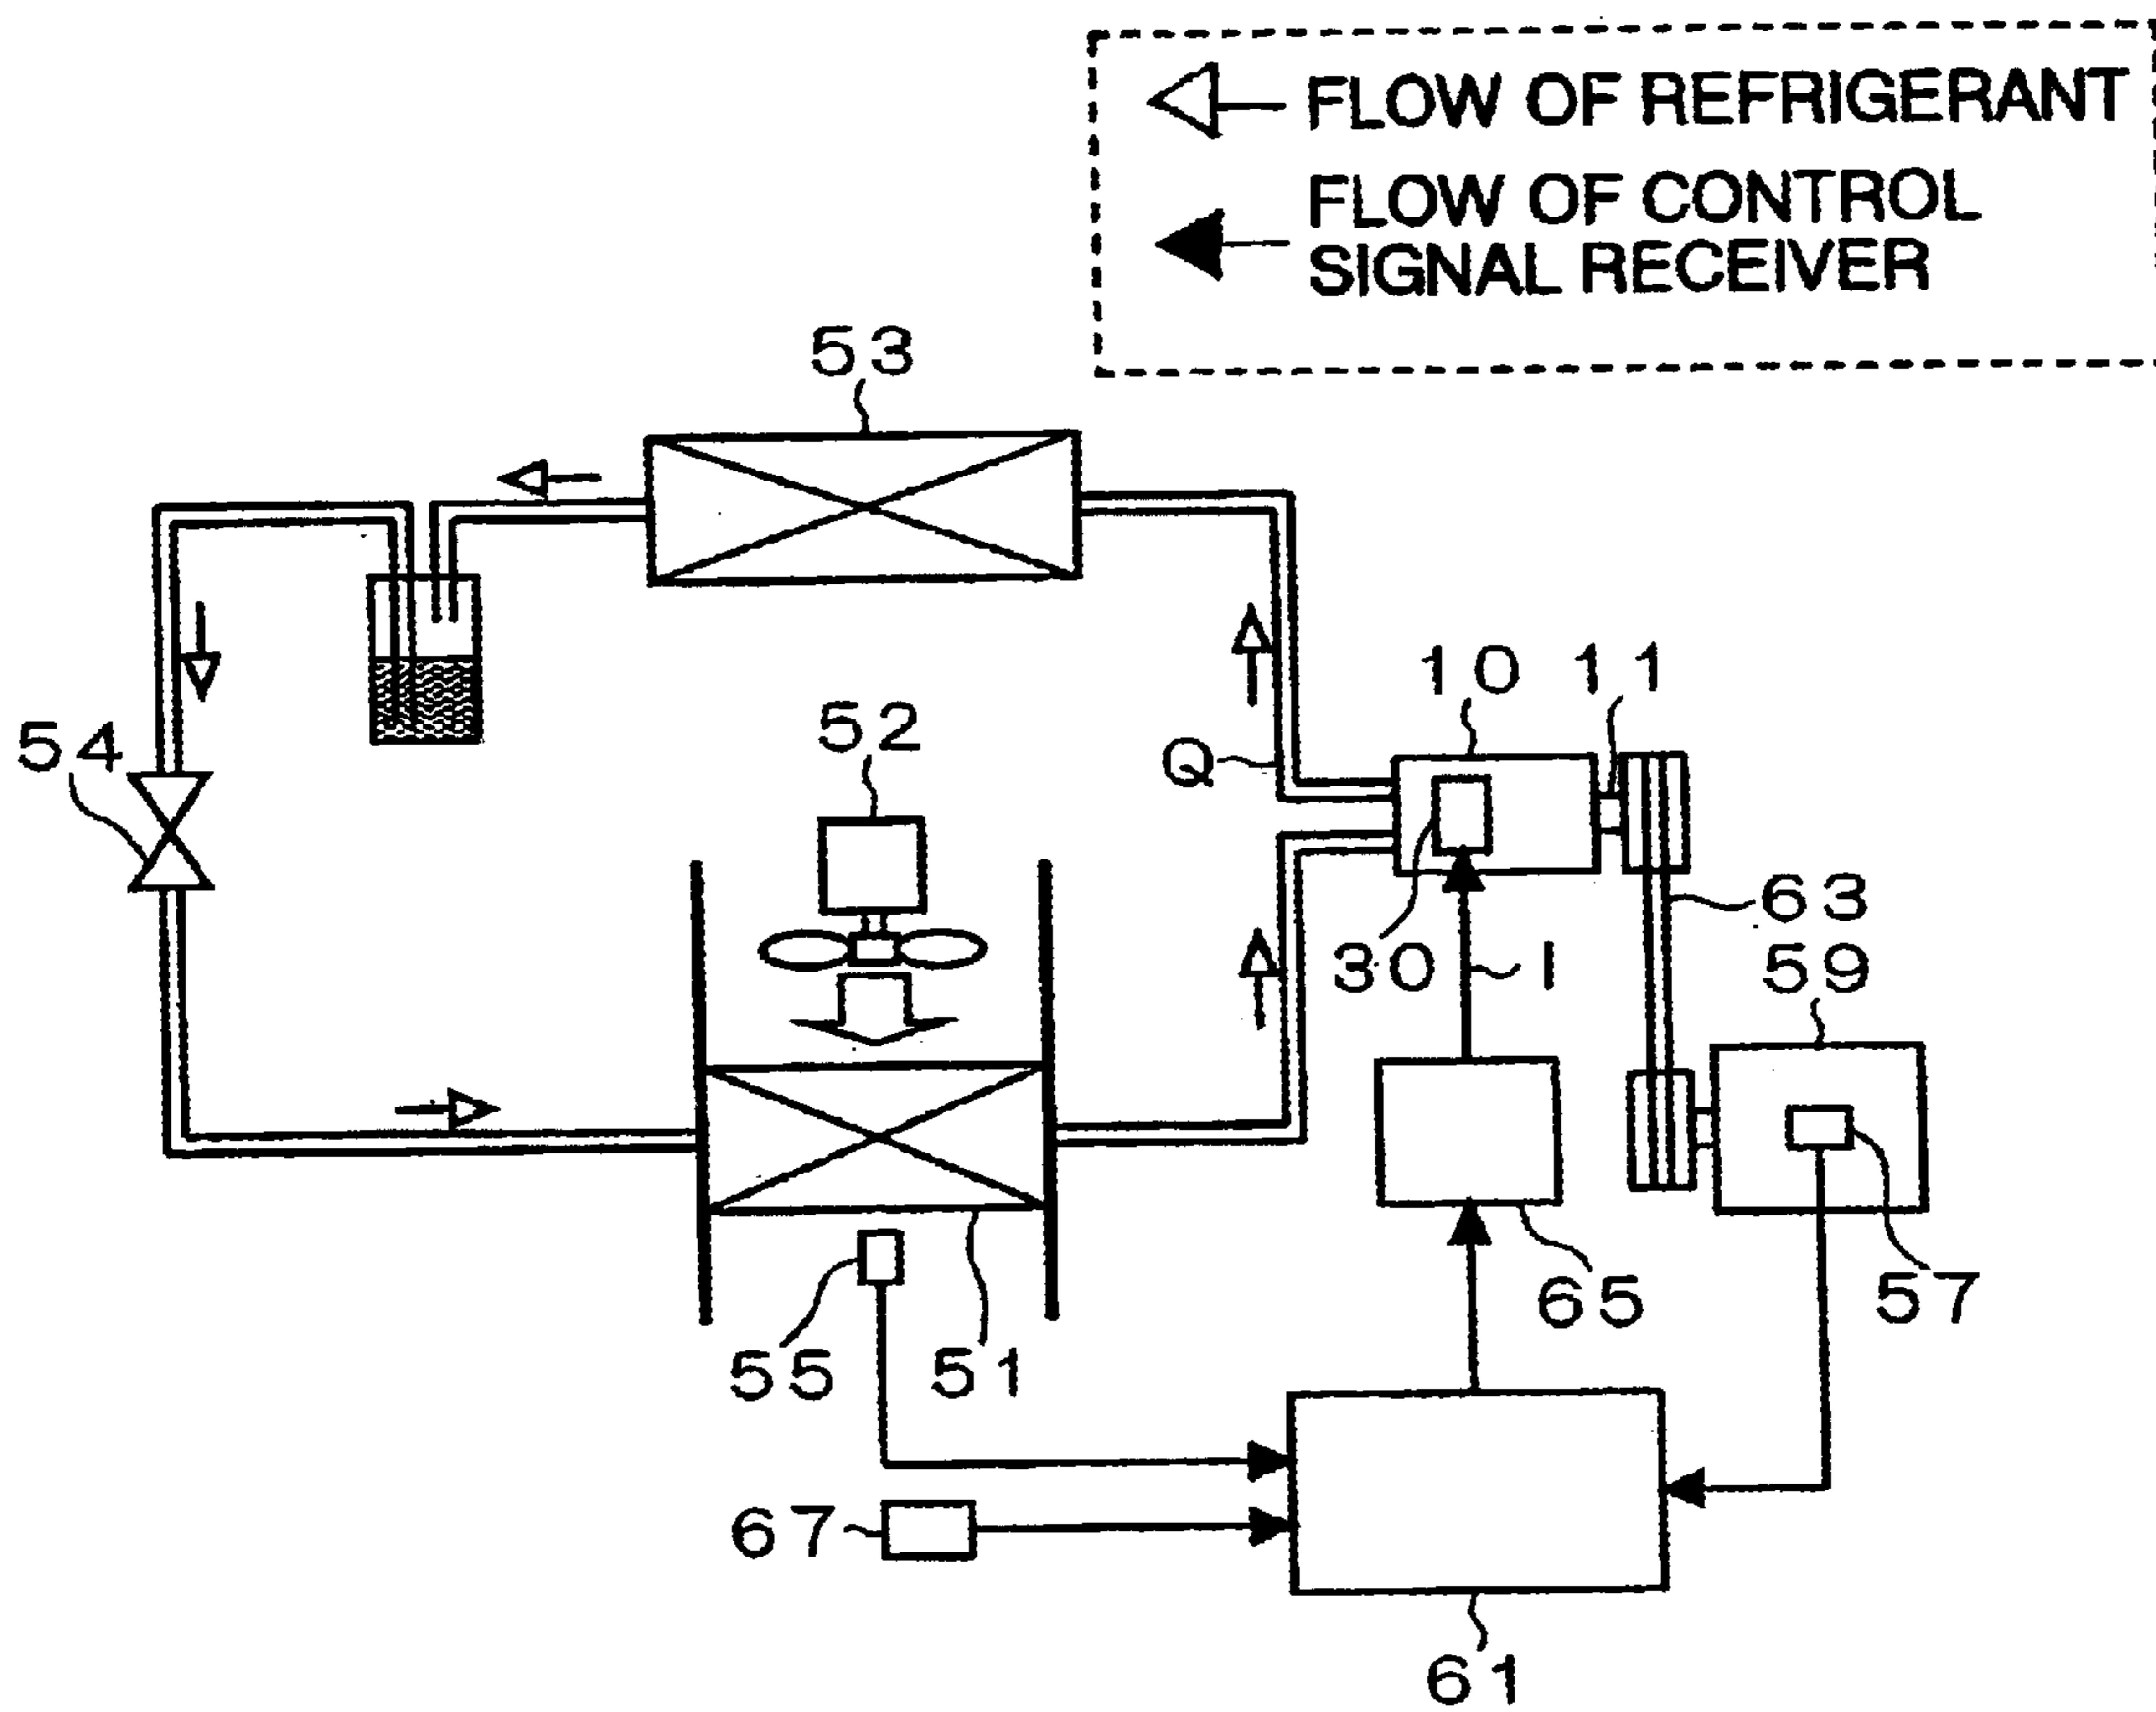 FLOW OF REFRIGERANT
FLOW OF CONTROL
SIGNAL RECEIVER
53
10 11
52
54
Q
63
30 I
59
65
57
55 51
67
61